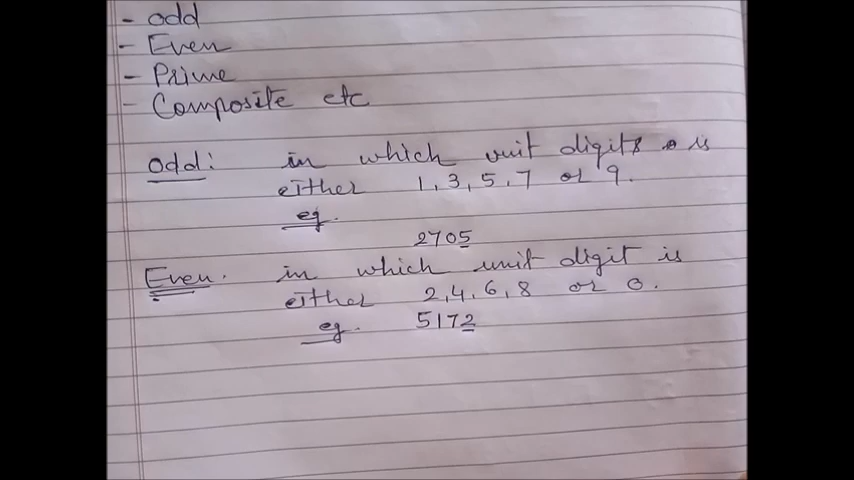 - odd
- Even
- Prime
- Composite etc
Odd: in which unit digit is
either 1, 3, 5, 7 or 9.
eg.
2705
Even. in which unit digit is
either 2, 4, 6, 8 or 0.
eg. 5172